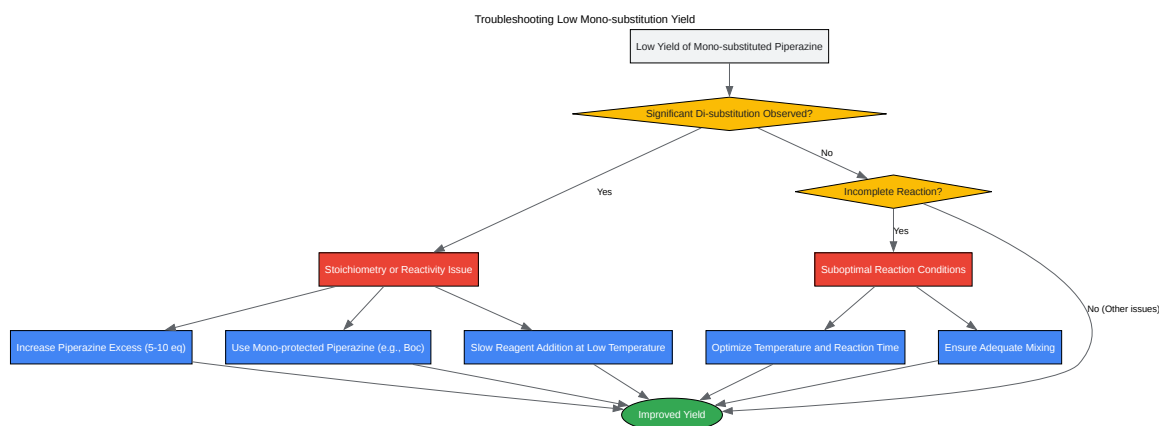 Troubleshooting Low Mono-substitution Yield
Low Yield of Mono-substituted Piperazine
Significant Di-substitution Observed?
No
Yes
Incomplete Reaction?
Yes
Stoichiometry or Reactivity Issue
Suboptimal Reaction Conditions
No (Other issues)
Increase Piperazine Excess (5-10 eq)
Use Mono-protected Piperazine (e.g., Boc)
Slow Reagent Addition at Low Temperature
Optimize Temperature and Reaction Time
Ensure Adequate Mixing
Improved Yield